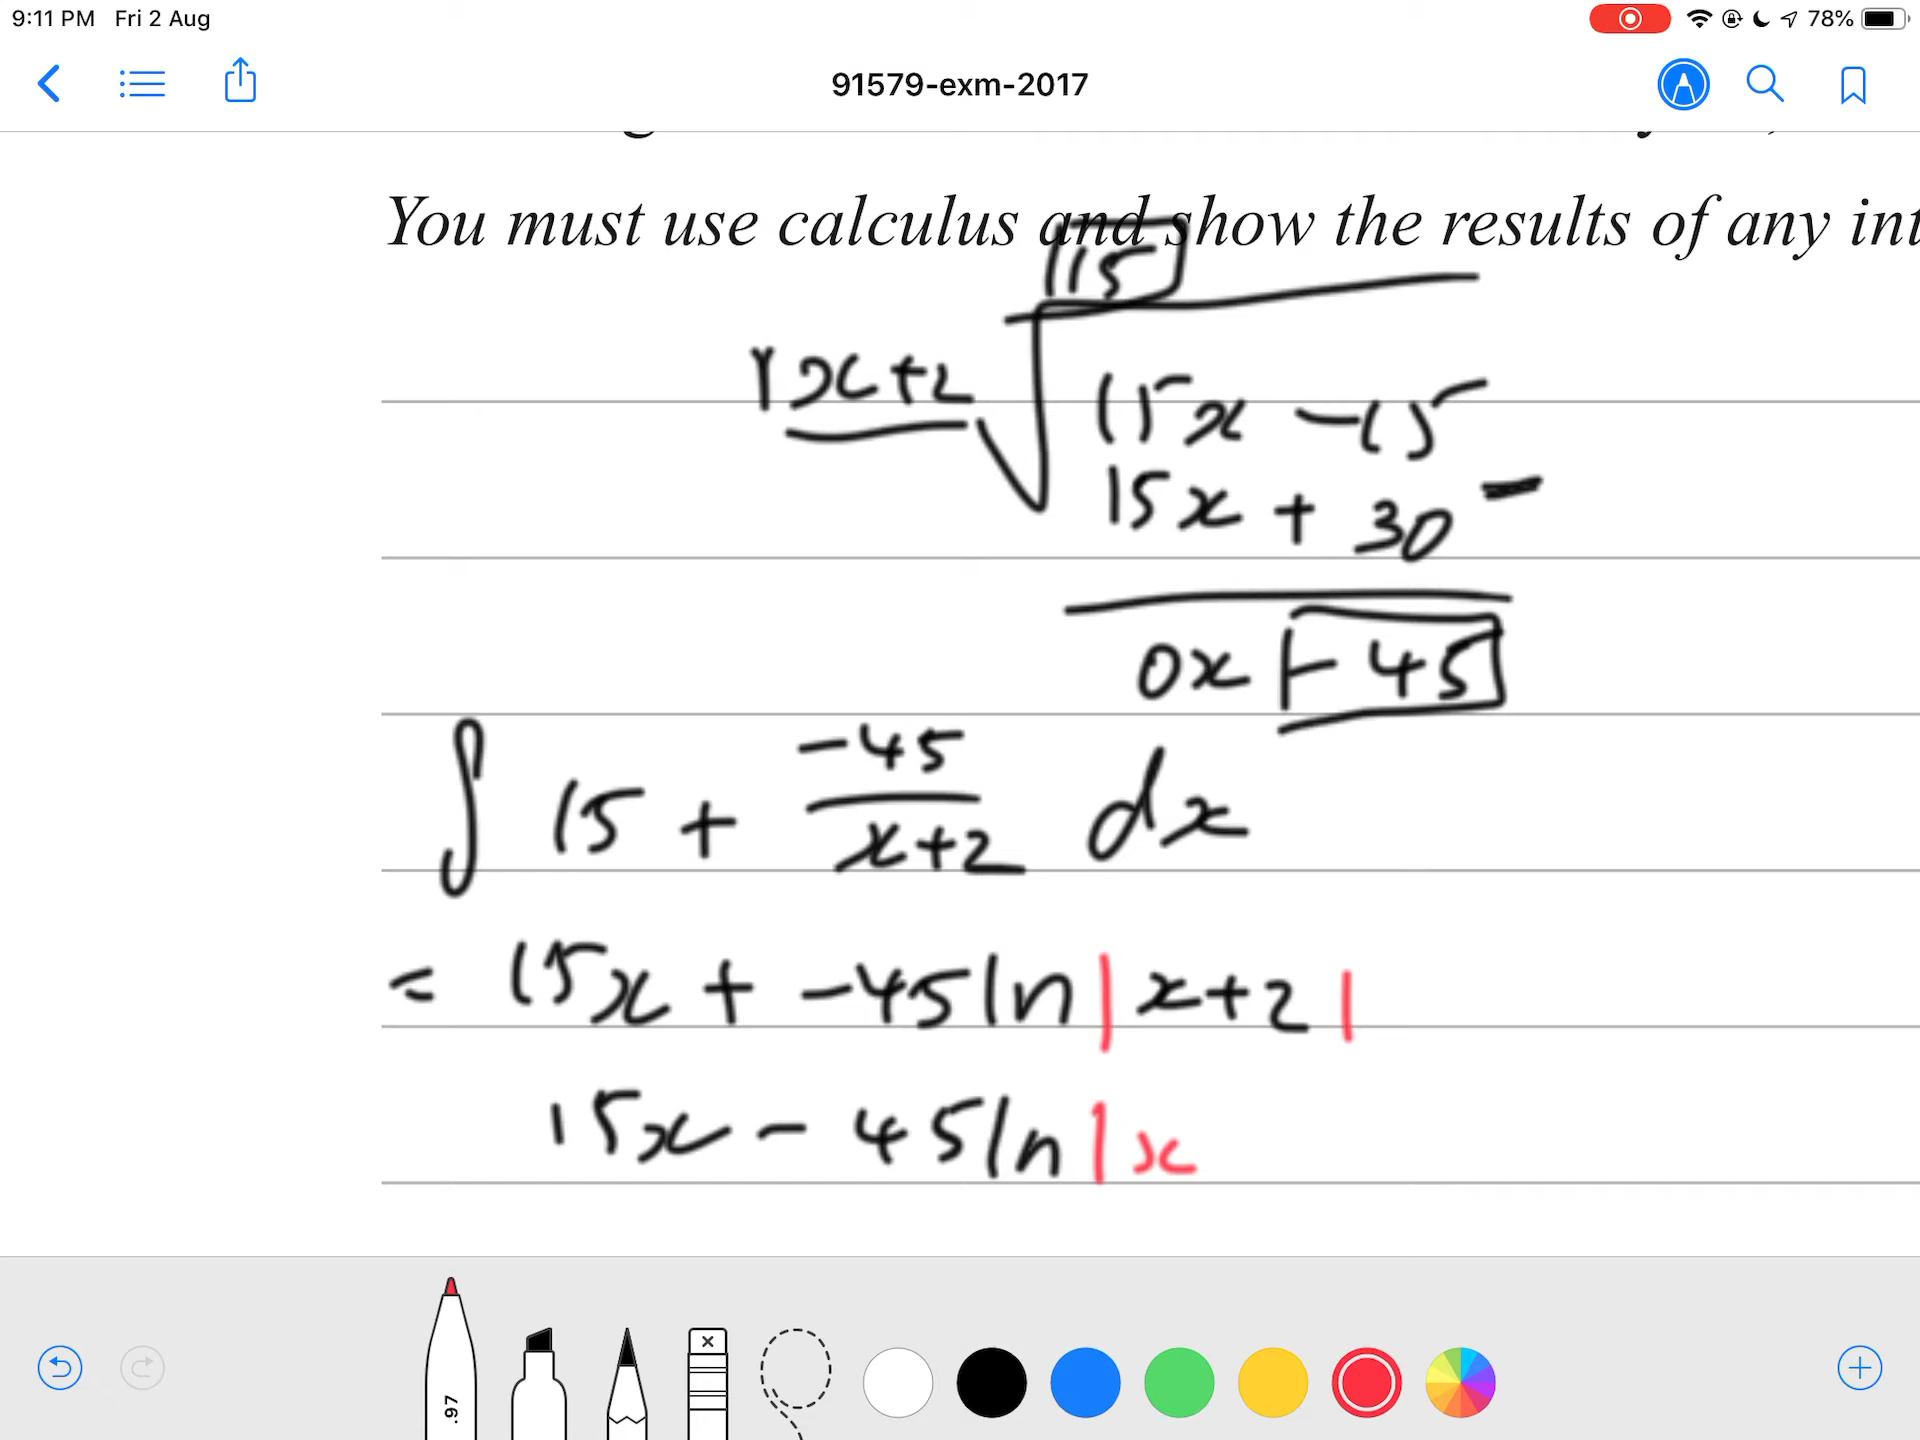 9:11 PM Fri 2 Aug 78%
91579-exm-2017
You must use calculus and show the results of any int
15
1x+2 √ 15x -15
15x + 30 -
0x - 45
∫ 15 + -45/x+2 dx
= 15x + -45ln|x+2|
15x - 45ln|x
.97